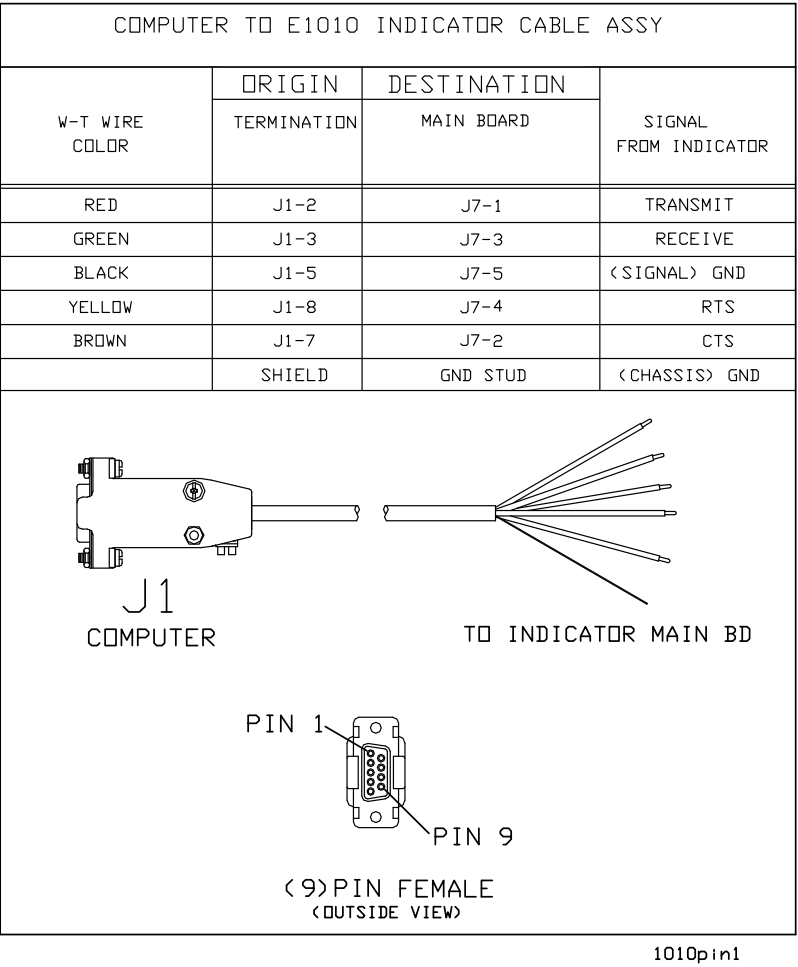 COMPUTER TO E1010 INDICATOR CABLE ASSY
ORIGIN DESTINATION
W-T WIRE TERMINATION MAIN BOARD SIGNAL
COLOR FROM INDICATOR
RED J1-2 J7-1 TRANSMIT
GREEN J1-3 J7-3 RECEIVE
BLACK J1-5 J7-5 (SIGNAL) GND
YELLOW J1-8 J7-4 RTS
BROWN J1-7 J7-2 CTS
SHIELD GND STUD (CHASSIS) GND
J1
COMPUTER TO INDICATOR MAIN BD
PIN 1
PIN 9
(9)PIN FEMALE
(OUTSIDE VIEW)
1010pin1